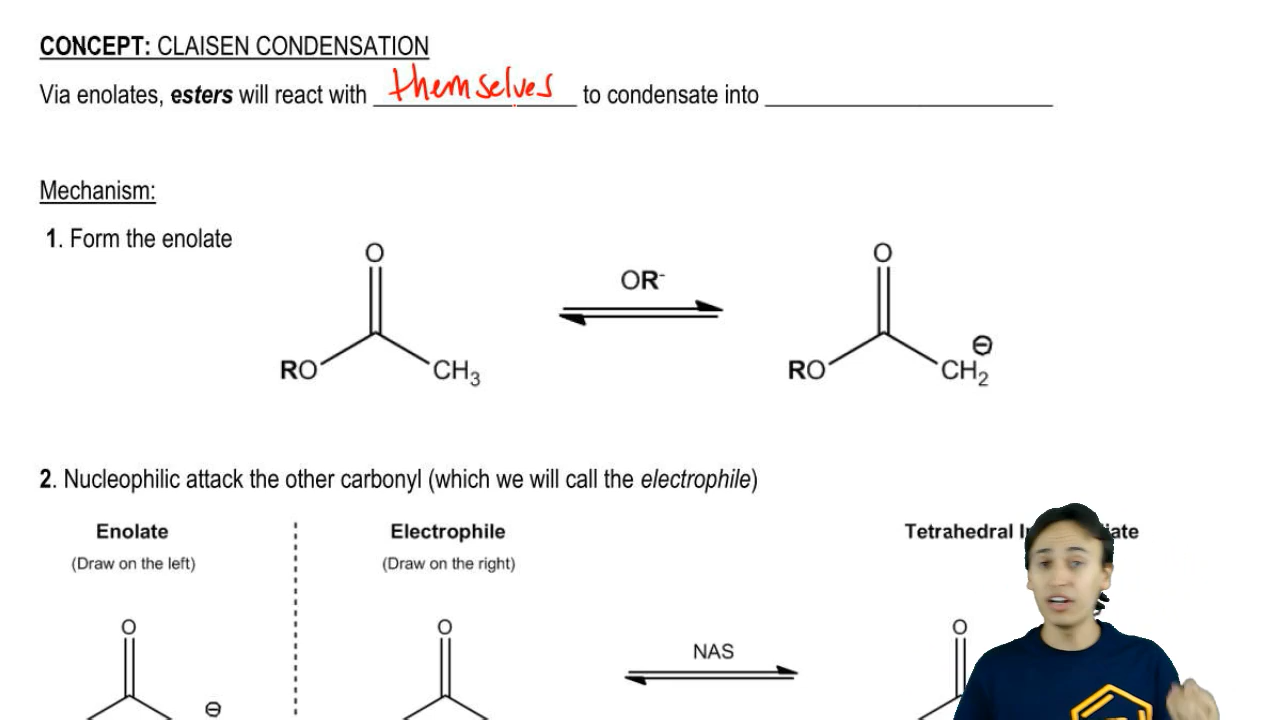 CONCEPT: CLAISEN CONDENSATION
Via enolates, esters will react with themselves to condensate into
Mechanism:
1. Form the enolate
O
O
OR-
⊖
RO
CH3
RO
CH2
2. Nucleophilic attack the other carbonyl (which we will call the electrophile)
Enolate
Electrophile
Tetrahedral
(Draw on the left)
(Draw on the right)
O
O
O
NAS
⊖